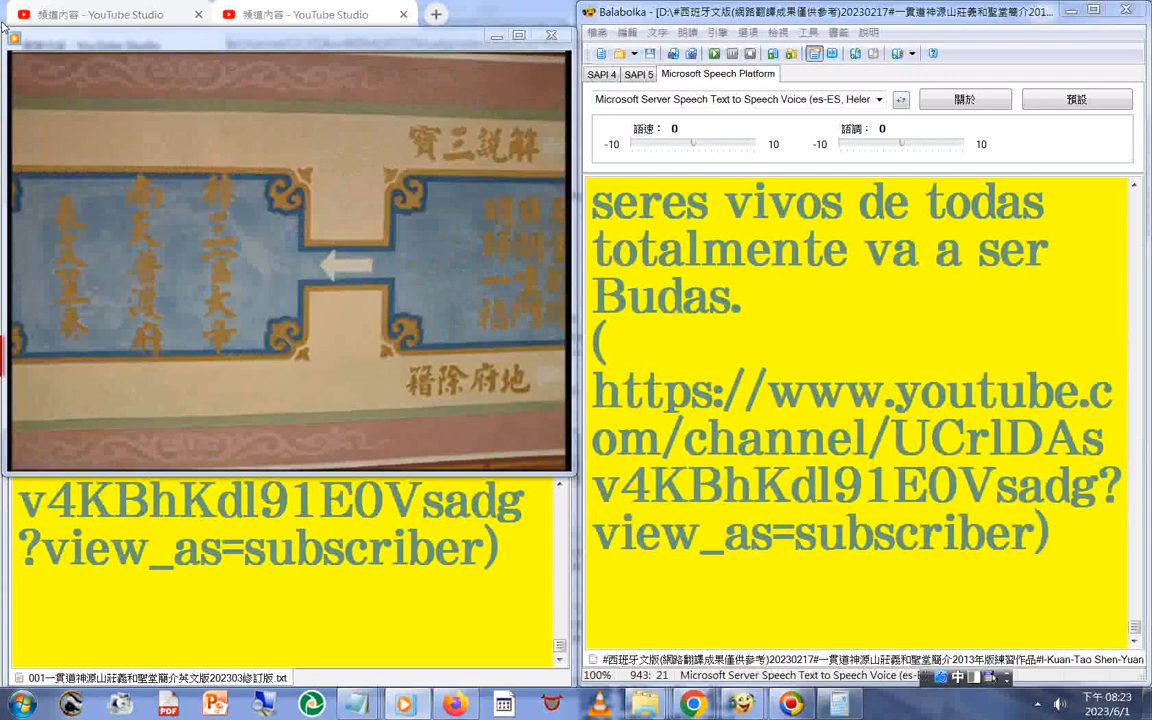 頻道內容 - YouTube Studio
頻道內容 - YouTube Studio
寶三說解
籍除府地
Balabolka - [D:\#西班牙文版(網路翻譯成果僅供參考)20230217#一貫道神源山莊義和聖堂簡介201...
檔案 編輯 文字 朗讀 引擎 選項 檢視 工具 書籤 說明
SAPI 4 SAPI 5 Microsoft Speech Platform
Microsoft Server Speech Text to Speech Voice (es-ES, Heler
關於
預設
語速： 0
語調： 0
-10 10 -10 10
seres vivos de todas
totalmente va a ser
Budas.
(
https://www.youtube.c
om/channel/UCrlDAs
v4KBhKdl91E0Vsadg?
view_as=subscriber)
v4KBhKdl91E0Vsadg
?view_as=subscriber)
001一貫道神源山莊義和聖堂簡介英文版202303修訂版.txt
#西班牙文版(網路翻譯成果僅供參考)20230217#一貫道神源山莊義和聖堂簡介2013年版練習作品#I-Kuan-Tao Shen-Yuan
100% 943: 21 Microsoft Server Speech Text to Speech Voice (es-E
中
PDF
下午 08:23
2023/6/1